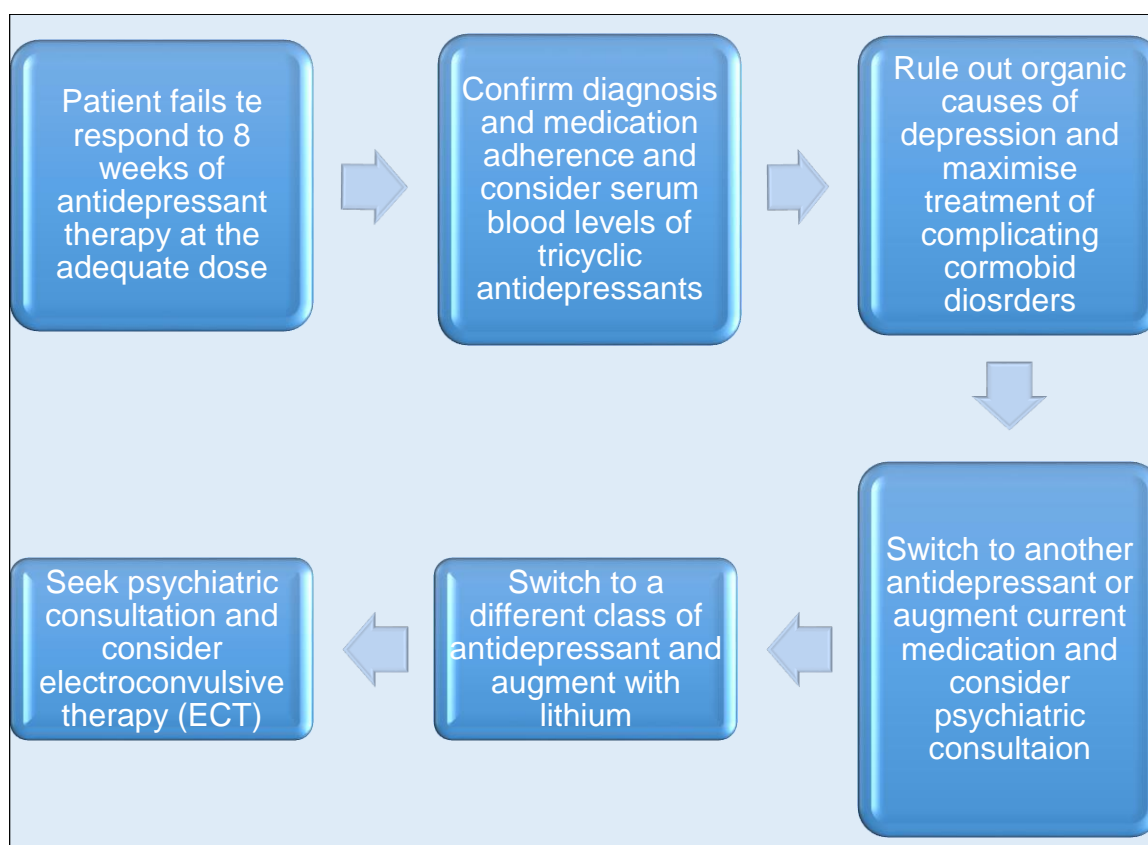 Patient fails te
respond to 8
weeks of
antidepressant
therapy at the
adequate dose
Confirm diagnosis
and medication
adherence and
consider serum
blood levels of
tricyclic
antidepressants
Rule out organic
causes of
depression and
maximise
treatment of
complicating
cormobid
diosrders
Switch to another
antidepressant or
augment current
medication and
consider
psychiatric
consultaion
Switch to a
different class of
antidepressant and
augment with
lithium
Seek psychiatric
consultation and
consider
electroconvulsive
therapy (ECT)